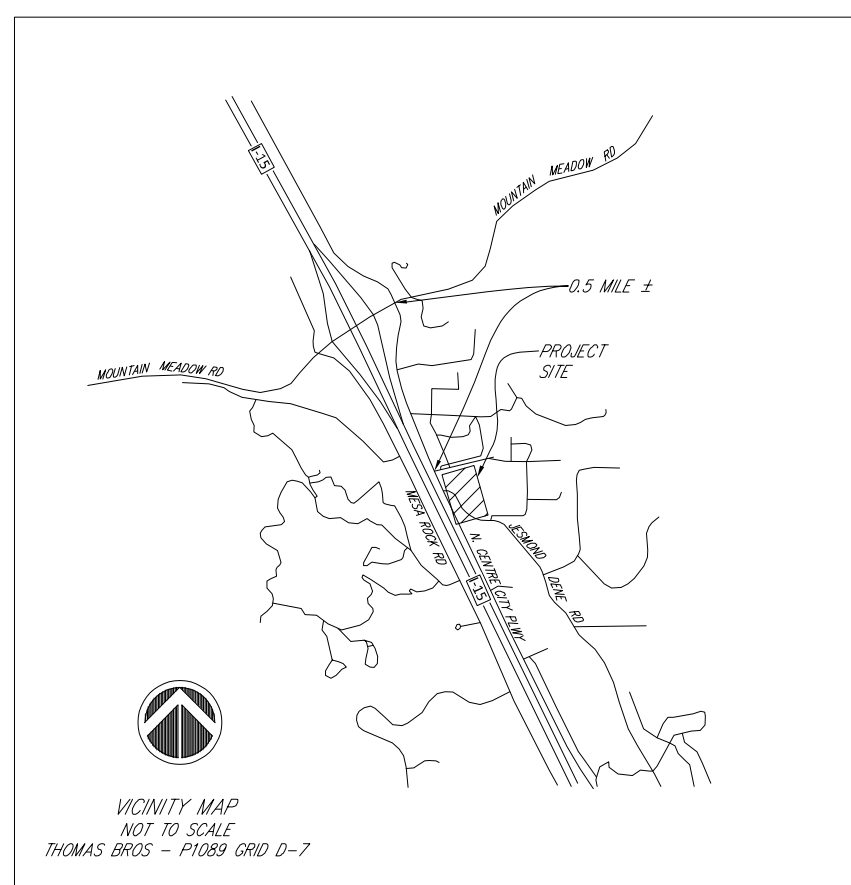 I-15
MOUNTAIN MEADOW RD
0.5 MILE ±
PROJECT
SITE
MOUNTAIN MEADOW RD
MESA ROCK RD
JESMOND
DENE RD
N. CENTRE CITY PLWY
I-15
VICINITY MAP
NOT TO SCALE
THOMAS BROS - P1089 GRID D-7